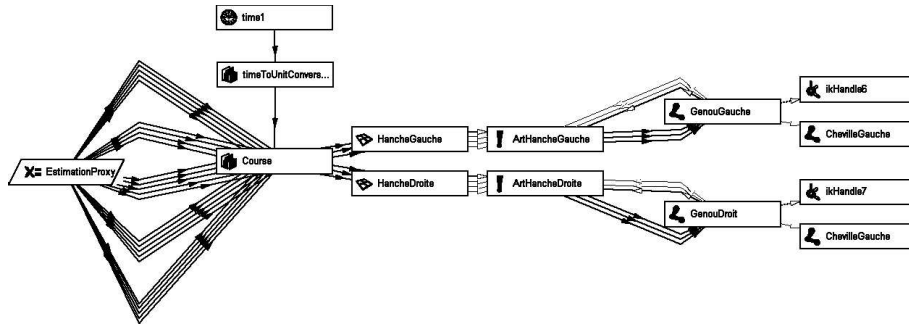 time1
timeToUnitConvers...
ikHandle6
GenouGauche
HancheGauche
ArtHancheGauche
ChevilleGauche
X= EstimationProxy
Course
HancheDroite
ArtHancheDroite
ikHandle7
GenouDroit
ChevilleGauche